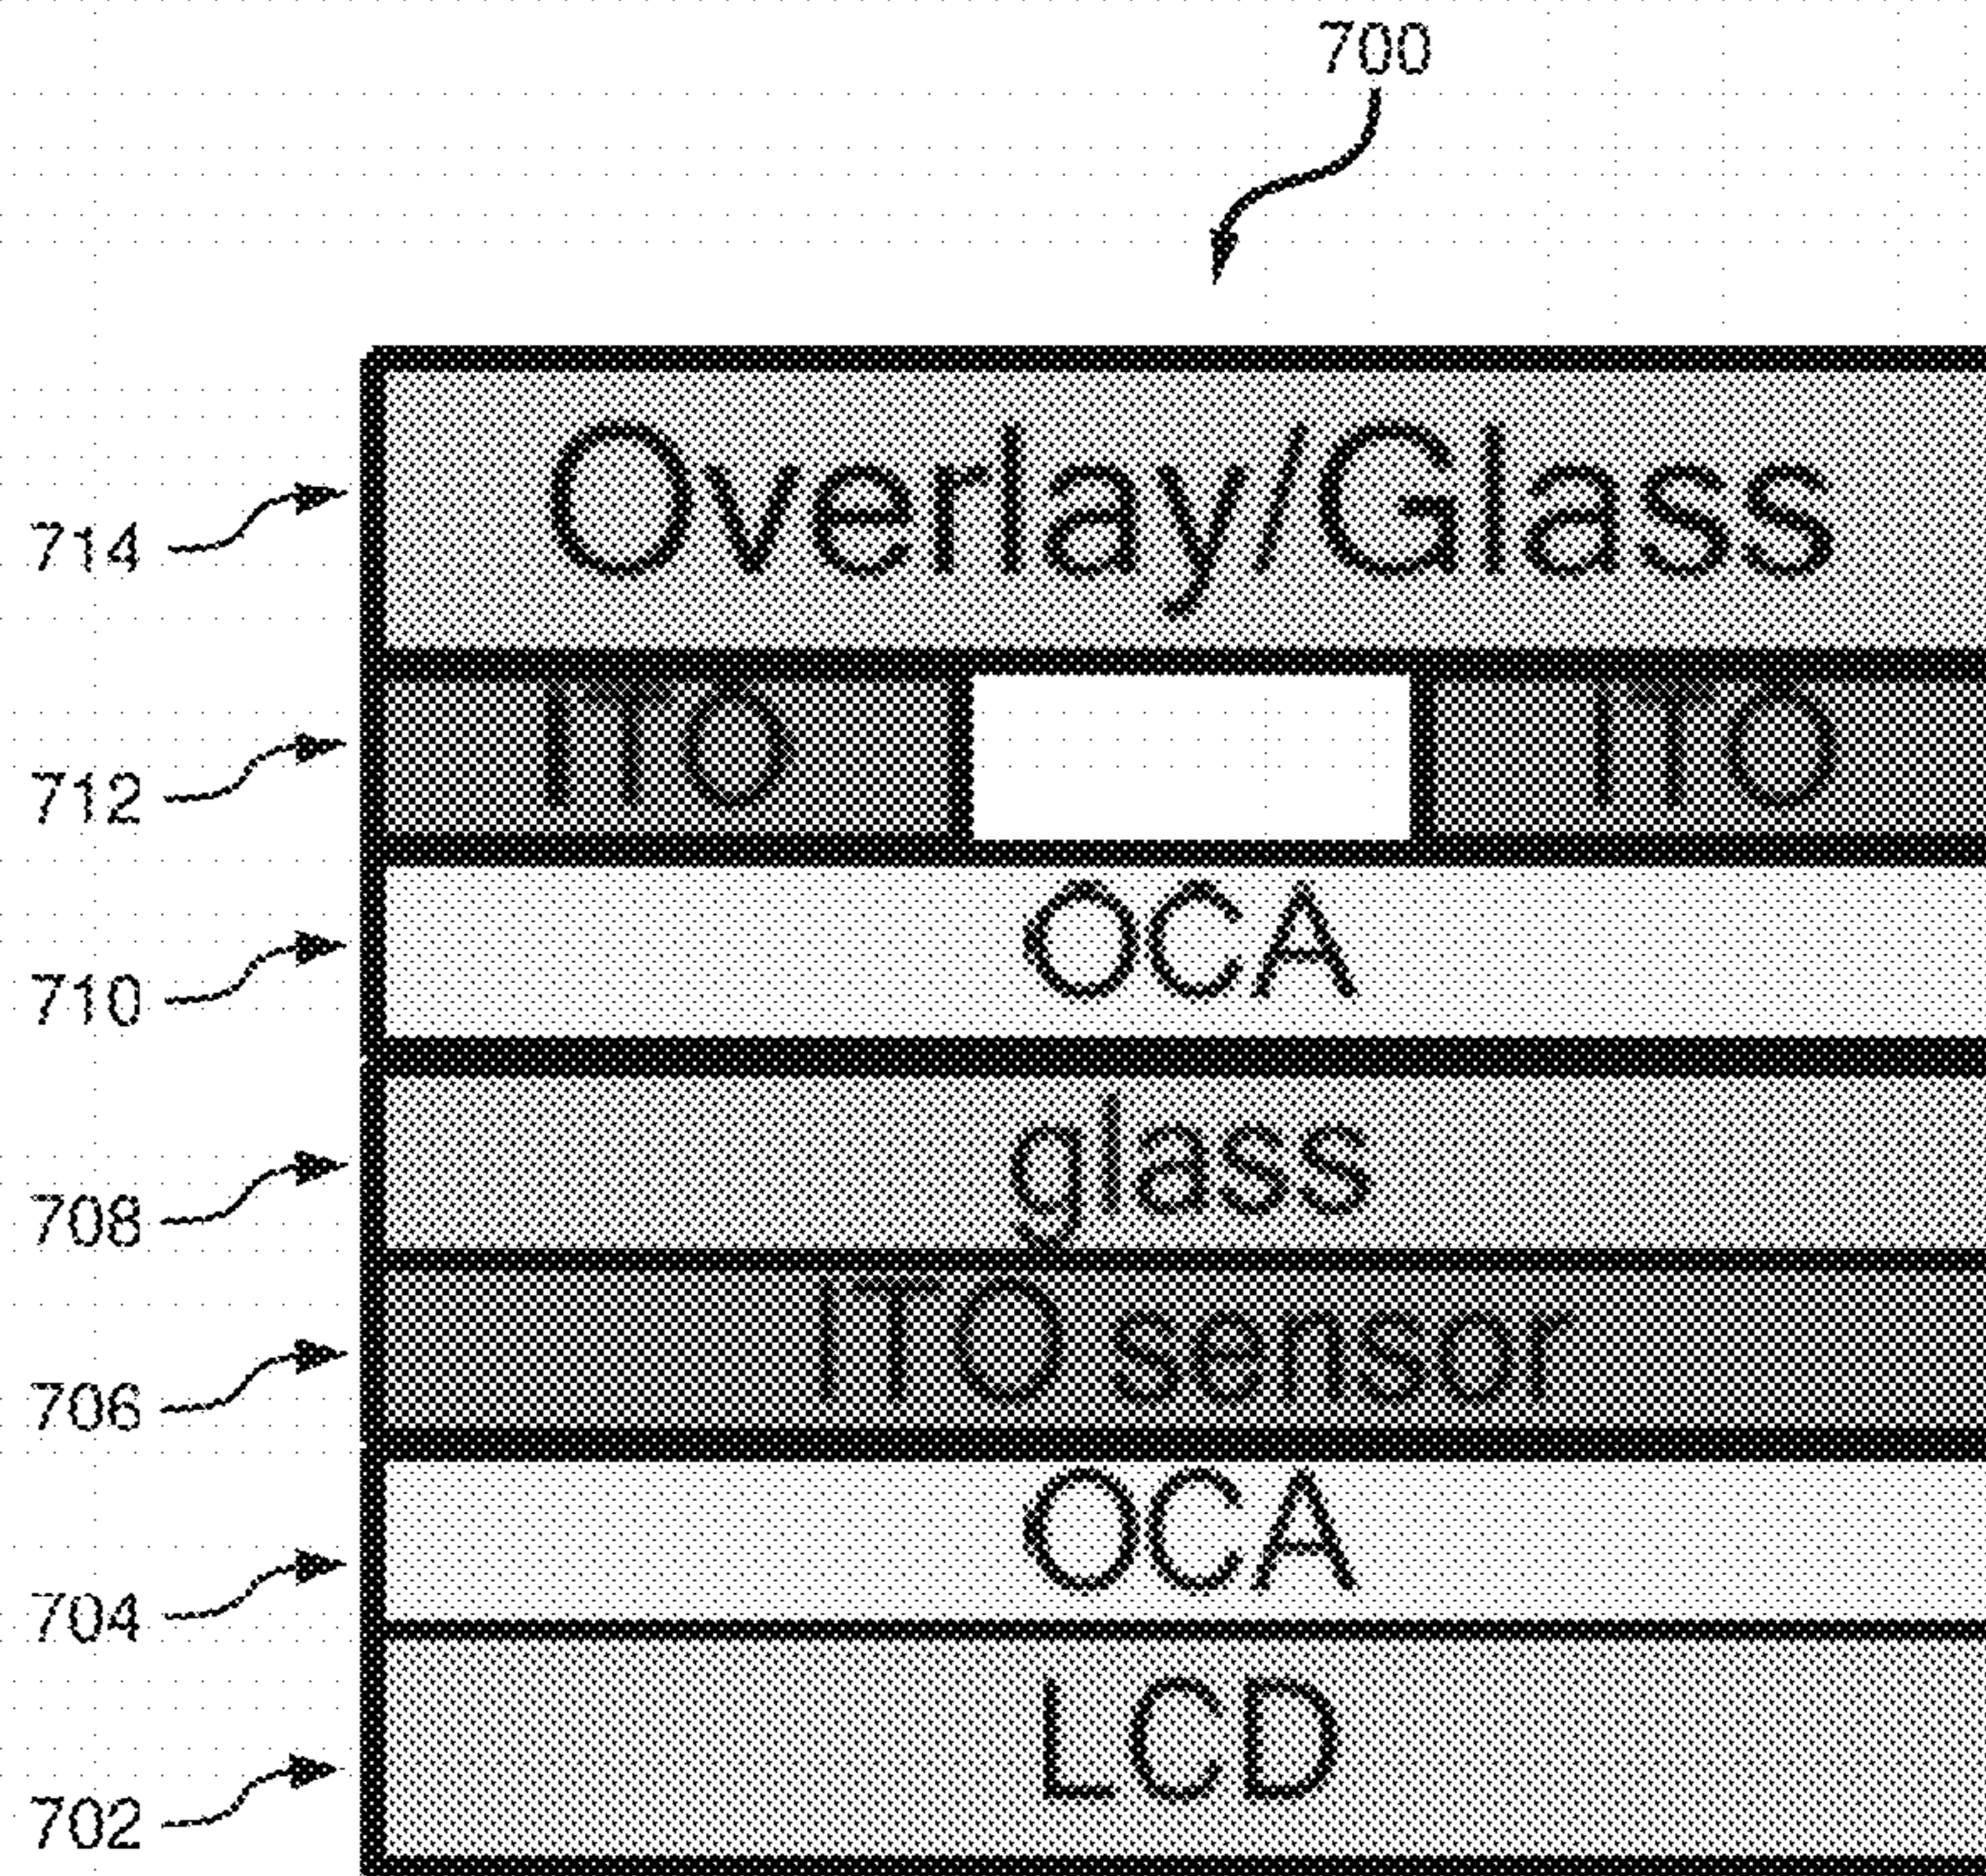 700
714 Overlay/Glass
712 ITO ITO
710 OCA
708 glass
706 ITO sensor
704 OCA
702 LCD